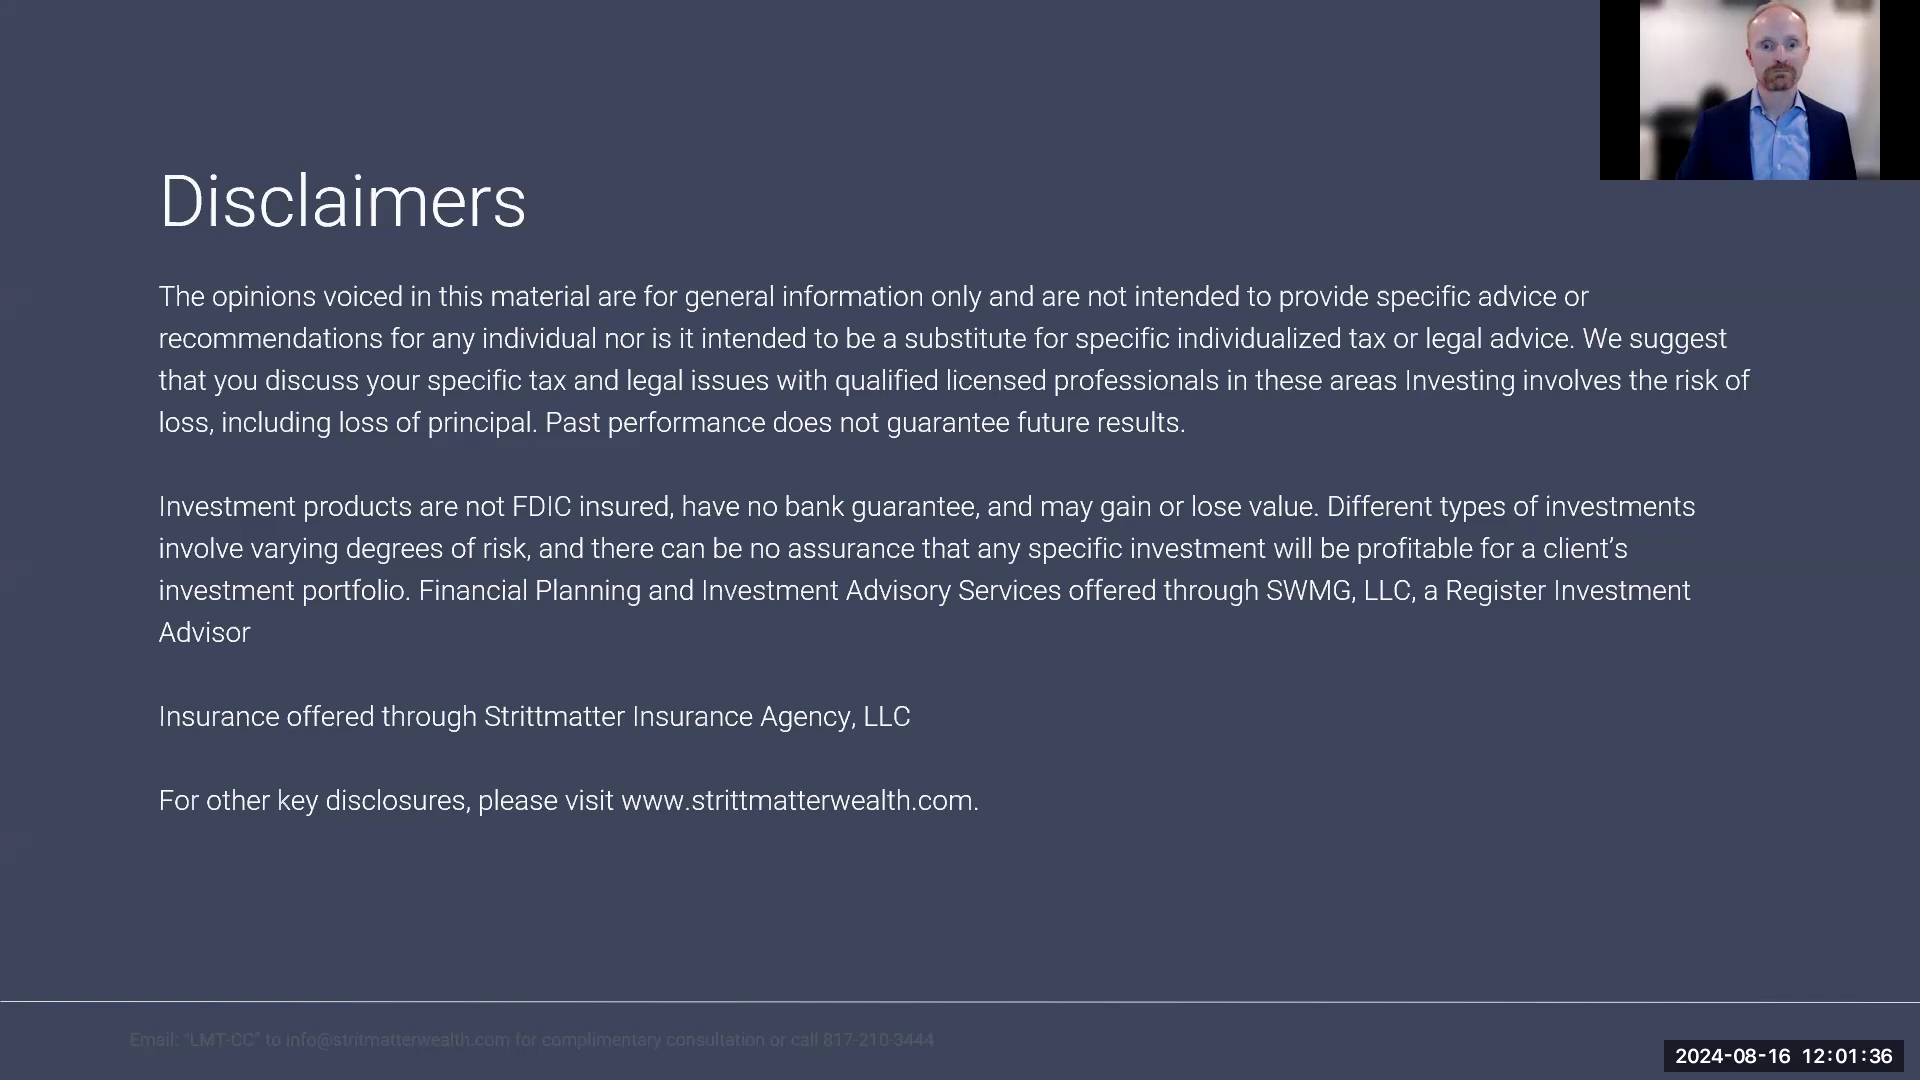 Disclaimers
The opinions voiced in this material are for general information only and are not intended to provide specific advice or
recommendations for any individual nor is it intended to be a substitute for specific individualized tax or legal advice. We suggest
that you discuss your specific tax and legal issues with qualified licensed professionals in these areas Investing involves the risk of
loss, including loss of principal. Past performance does not guarantee future results.
Investment products are not FDIC insured, have no bank guarantee, and may gain or lose value. Different types of investments
involve varying degrees of risk, and there can be no assurance that any specific investment will be profitable for a client’s
investment portfolio. Financial Planning and Investment Advisory Services offered through SWMG, LLC, a Register Investment
Advisor
Insurance offered through Strittmatter Insurance Agency, LLC
For other key disclosures, please visit www.strittmatterwealth.com.
Email: “LMT-CC” to info@stritmatterwealth.com for complimentary consultation or call 817-210-3444
2024-08-16 12:01:36